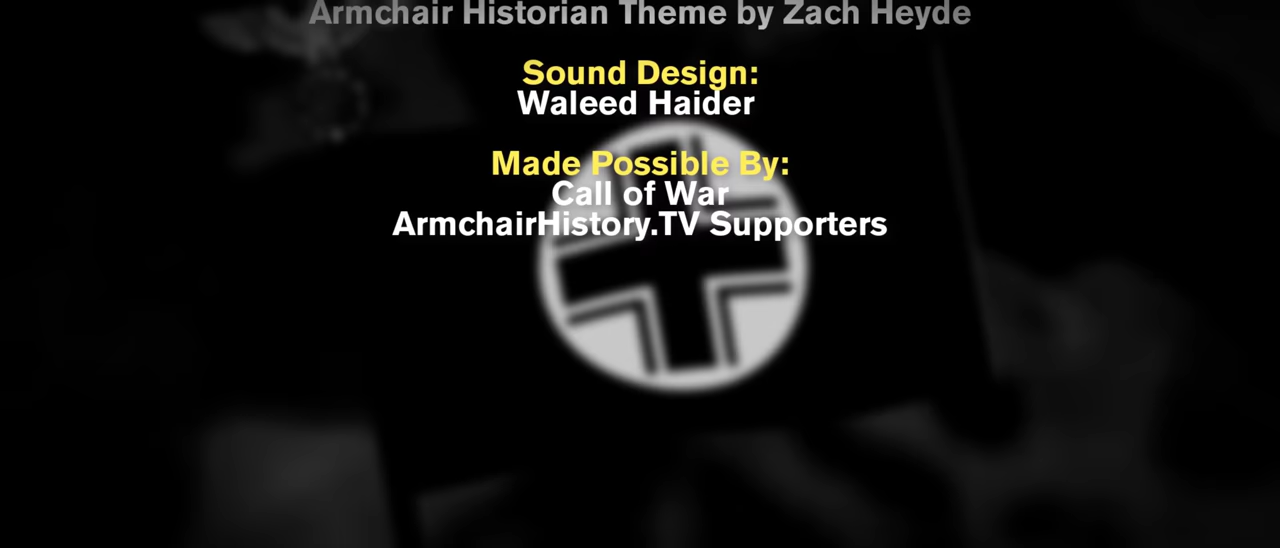 Armchair Historian Theme by Zach Heyde
Sound Design:
Waleed Haider
Made Possible By:
Call of War
ArmchairHistory.TV Supporters